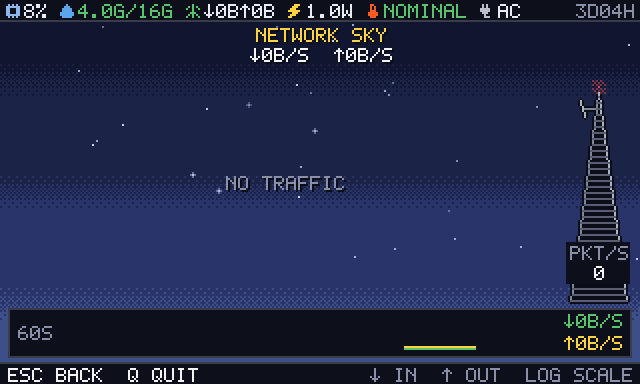 8% 4.0G/16G ↓0B↑0B 1.0W NOMINAL AC 3D04H
NETWORK SKY
↓0B/S ↑0B/S
NO TRAFFIC
PKT/S
0
60S
↓0B/S
↑0B/S
ESC BACK Q QUIT ↓ IN ↑ OUT LOG SCALE